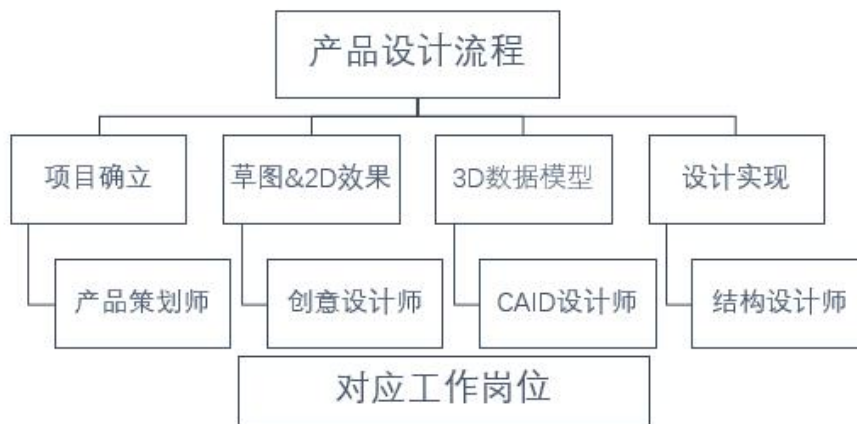 产品设计流程
项目确立
草图&2D效果
3D数据模型
设计实现
产品策划师
创意设计师
CAID设计师
结构设计师
对应工作岗位